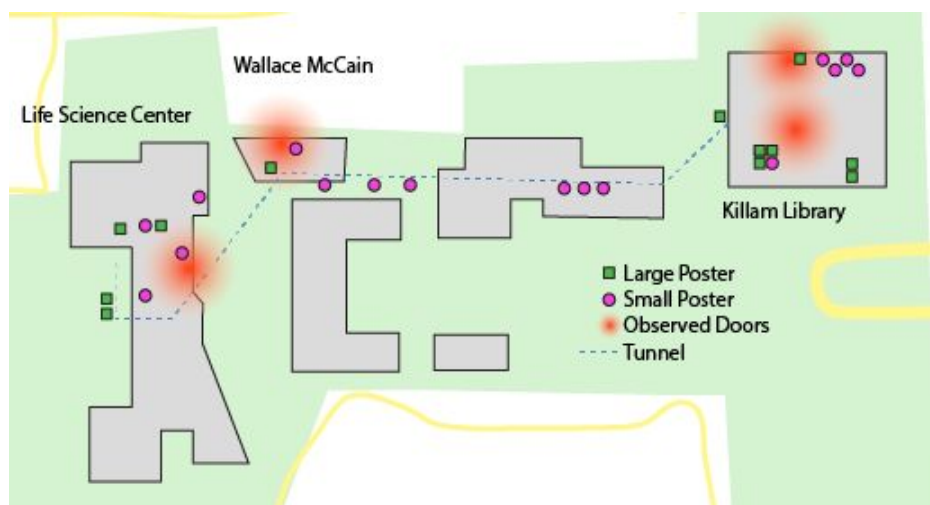 Wallace McCain
Life Science Center
Killam Library
Large Poster
Small Poster
Observed Doors
Tunnel